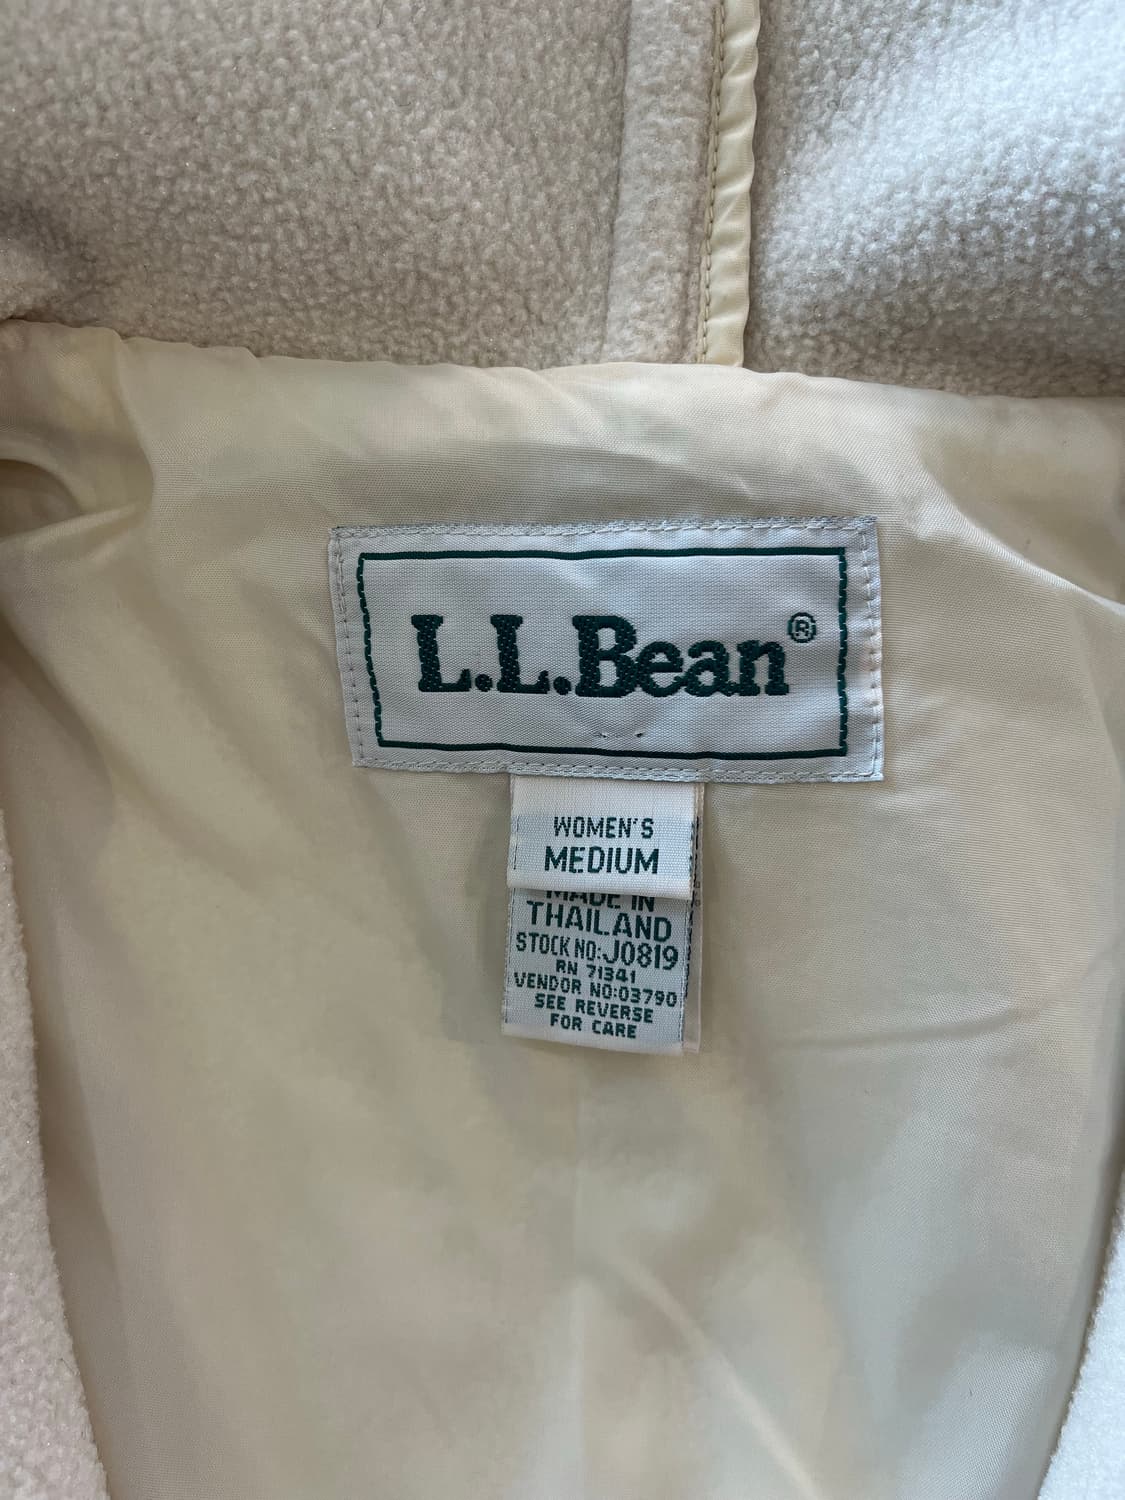 L.L.Bean®
WOMEN'S
MEDIUM
MADE IN
THAILAND
STOCK NO:J0819
RN 71341
VENDOR NO:03790
SEE REVERSE
FOR CARE